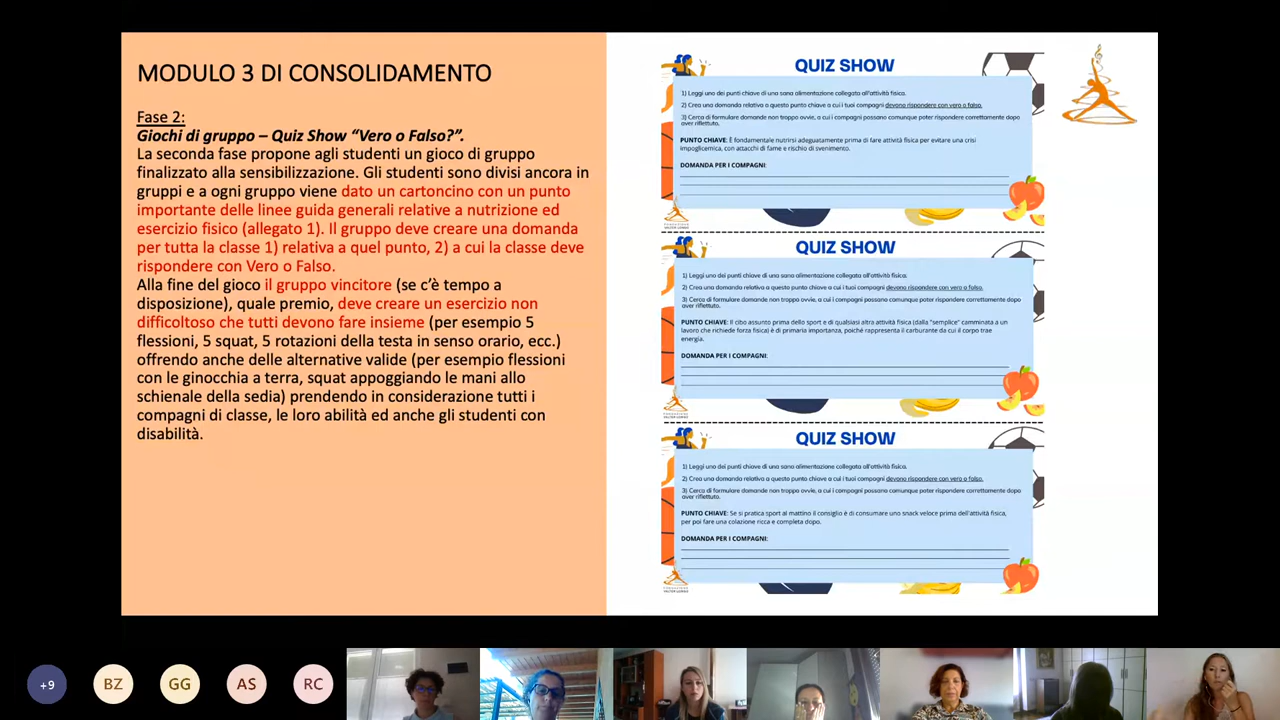 MODULO 3 DI CONSOLIDAMENTO
Fase 2:
Giochi di gruppo – Quiz Show “Vero o Falso?”.
La seconda fase propone agli studenti un gioco di gruppo
finalizzato alla sensibilizzazione. Gli studenti sono divisi ancora in
gruppi e a ogni gruppo viene dato un cartoncino con un punto
importante delle linee guida generali relative a nutrizione ed
esercizio fisico (allegato 1). Il gruppo deve creare una domanda
per tutta la classe 1) relativa a quel punto, 2) a cui la classe deve
rispondere con Vero o Falso.
Alla fine del gioco il gruppo vincitore (se c’è tempo a
disposizione), quale premio, deve creare un esercizio non
difficoltoso che tutti devono fare insieme (per esempio 5
flessioni, 5 squat, 5 rotazioni della testa in senso orario, ecc.)
offrendo anche delle alternative valide (per esempio flessioni
con le ginocchia a terra, squat appoggiando le mani allo
schienale della sedia) prendendo in considerazione tutti i
compagni di classe, le loro abilità ed anche gli studenti con
disabilità.
QUIZ SHOW
1) Leggi uno dei punti chiave di una sana alimentazione collegata all'attività fisica.
2) Crea una domanda relativa a questo punto chiave a cui i tuoi compagni devono rispondere con vero o falso.
3) Cerca di formulare domande non troppo ovvie, a cui i compagni possano comunque poter rispondere correttamente dopo
aver riflettuto.
PUNTO CHIAVE: È fondamentale nutrirsi adeguatamente prima di fare attività fisica per evitare una crisi
impoglicemica, con attacchi di fame e rischio di svenimento.
DOMANDA PER I COMPAGNI:
FONDAZIONE
VALTER LONGO
QUIZ SHOW
1) Leggi uno dei punti chiave di una sana alimentazione collegata all'attività fisica.
2) Crea una domanda relativa a questo punto chiave a cui i tuoi compagni devono rispondere con vero o falso.
3) Cerca di formulare domande non troppo ovvie, a cui i compagni possano comunque poter rispondere correttamente dopo
aver riflettuto.
PUNTO CHIAVE: Il cibo assunto prima dello sport e di qualsiasi altra attività fisica (dalla "semplice" camminata a un
lavoro che richiede forza fisica) è di primaria importanza, poiché rappresenta il carburante da cui il corpo trae
energia.
DOMANDA PER I COMPAGNI:
FONDAZIONE
VALTER LONGO
QUIZ SHOW
1) Leggi uno dei punti chiave di una sana alimentazione collegata all'attività fisica.
2) Crea una domanda relativa a questo punto chiave a cui i tuoi compagni devono rispondere con vero o falso.
3) Cerca di formulare domande non troppo ovvie, a cui i compagni possano comunque poter rispondere correttamente dopo
aver riflettuto.
PUNTO CHIAVE: Se si pratica sport al mattino il consiglio è di consumare uno snack veloce prima dell'attività fisica,
per poi fare una colazione ricca e completa dopo.
DOMANDA PER I COMPAGNI:
FONDAZIONE
VALTER LONGO
+9
BZ
GG
AS
RC